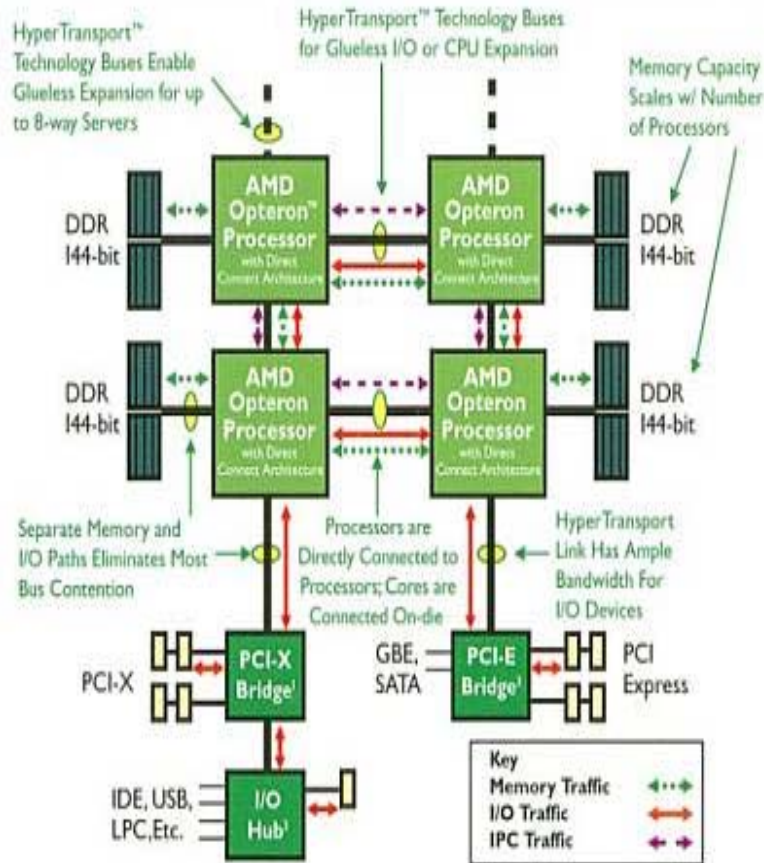 HyperTransport™
Technology Buses Enable
Glueless Expansion for up
to 8-way Servers
HyperTransport™ Technology Buses
for Glueless I/O or CPU Expansion
Memory Capacity
Scales w/ Number
of Processors
DDR
144-bit
AMD
Opteron™
Processor
with Direct
Connect Architecture
AMD
Opteron
Processor
with Direct
Connect Architecture
DDR
144-bit
DDR
144-bit
AMD
Opteron
Processor
with Direct
Connect Architecture
AMD
Opteron
Processor
with Direct
Connect Architecture
DDR
144-bit
Separate Memory and
I/O Paths Eliminates Most
Bus Contention
Processors are
Directly Connected to
Processors; Cores are
Connected On-die
HyperTransport
Link Has Ample
Bandwidth For
I/O Devices
PCI-X
PCI-X
Bridge¹
GBE,
SATA
PCI-E
Bridge¹
PCI
Express
IDE, USB,
LPC,Etc.
I/O
Hub¹
Key
Memory Traffic
I/O Traffic
IPC Traffic